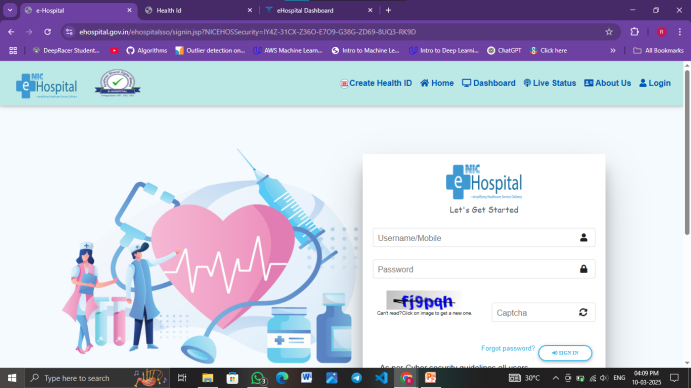 e-Hospital
Health Id
eHospital Dashboard
ehospital.gov.in/ehospitalsso/signin.jsp?NICEHOSSecurity=IY4Z-31CX-Z36O-E7O9-G38G-ZD69-8UQ3-RK9D
DeepRacer Student...
Algorithms
Outlier detection on...
AWS Machine Learn...
Intro to Machine Le...
Intro to Deep Learni...
ChatGPT
Click here
All Bookmarks
NIC
eHospital
Create Health ID
Home
Dashboard
Live Status
About Us
Login
NIC
eHospital
Let's Get Started
Username/Mobile
Password
fj9pqh
Can't read?Click on image to get a new one.
Captcha
Forgot password?
SIGN IN
As per Cyber security guidelines all users
Type here to search
3
30°C
ENG
04:09 PM
10-03-2025